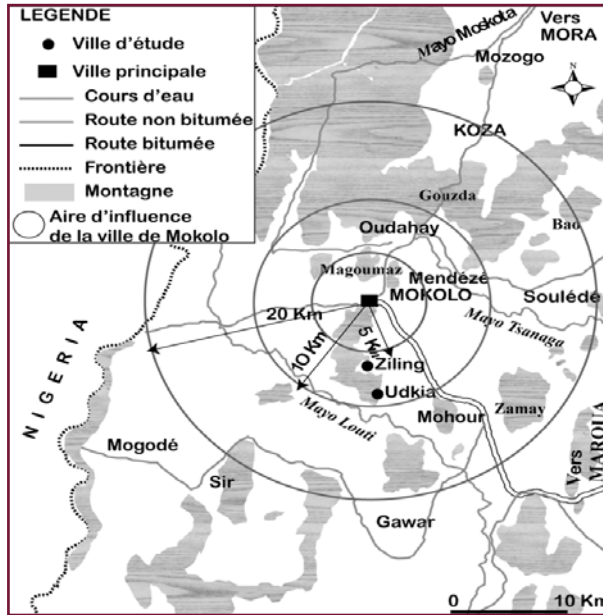 LEGENDE
Ville d'étude
Ville principale
Cours d'eau
Route non bitumée
Route bitumée
Frontière
Montagne
Aire d'influence
de la ville de Mokolo
Vers
MORA
Mayo Moskota
Mozogo
KOZA
Gouzda
Oudahay
Bao
Magoumaz
Mendézé
MOKOLO
Soulédé
20 Km
Mayo Tsanaga
5 Km
10 Km
Ziling
Udkia
NIGERIA
Mayo Louti
Mohour
Zamay
Vers
MAROUA
Mogodé
Sir
Gawar
0 10 Km